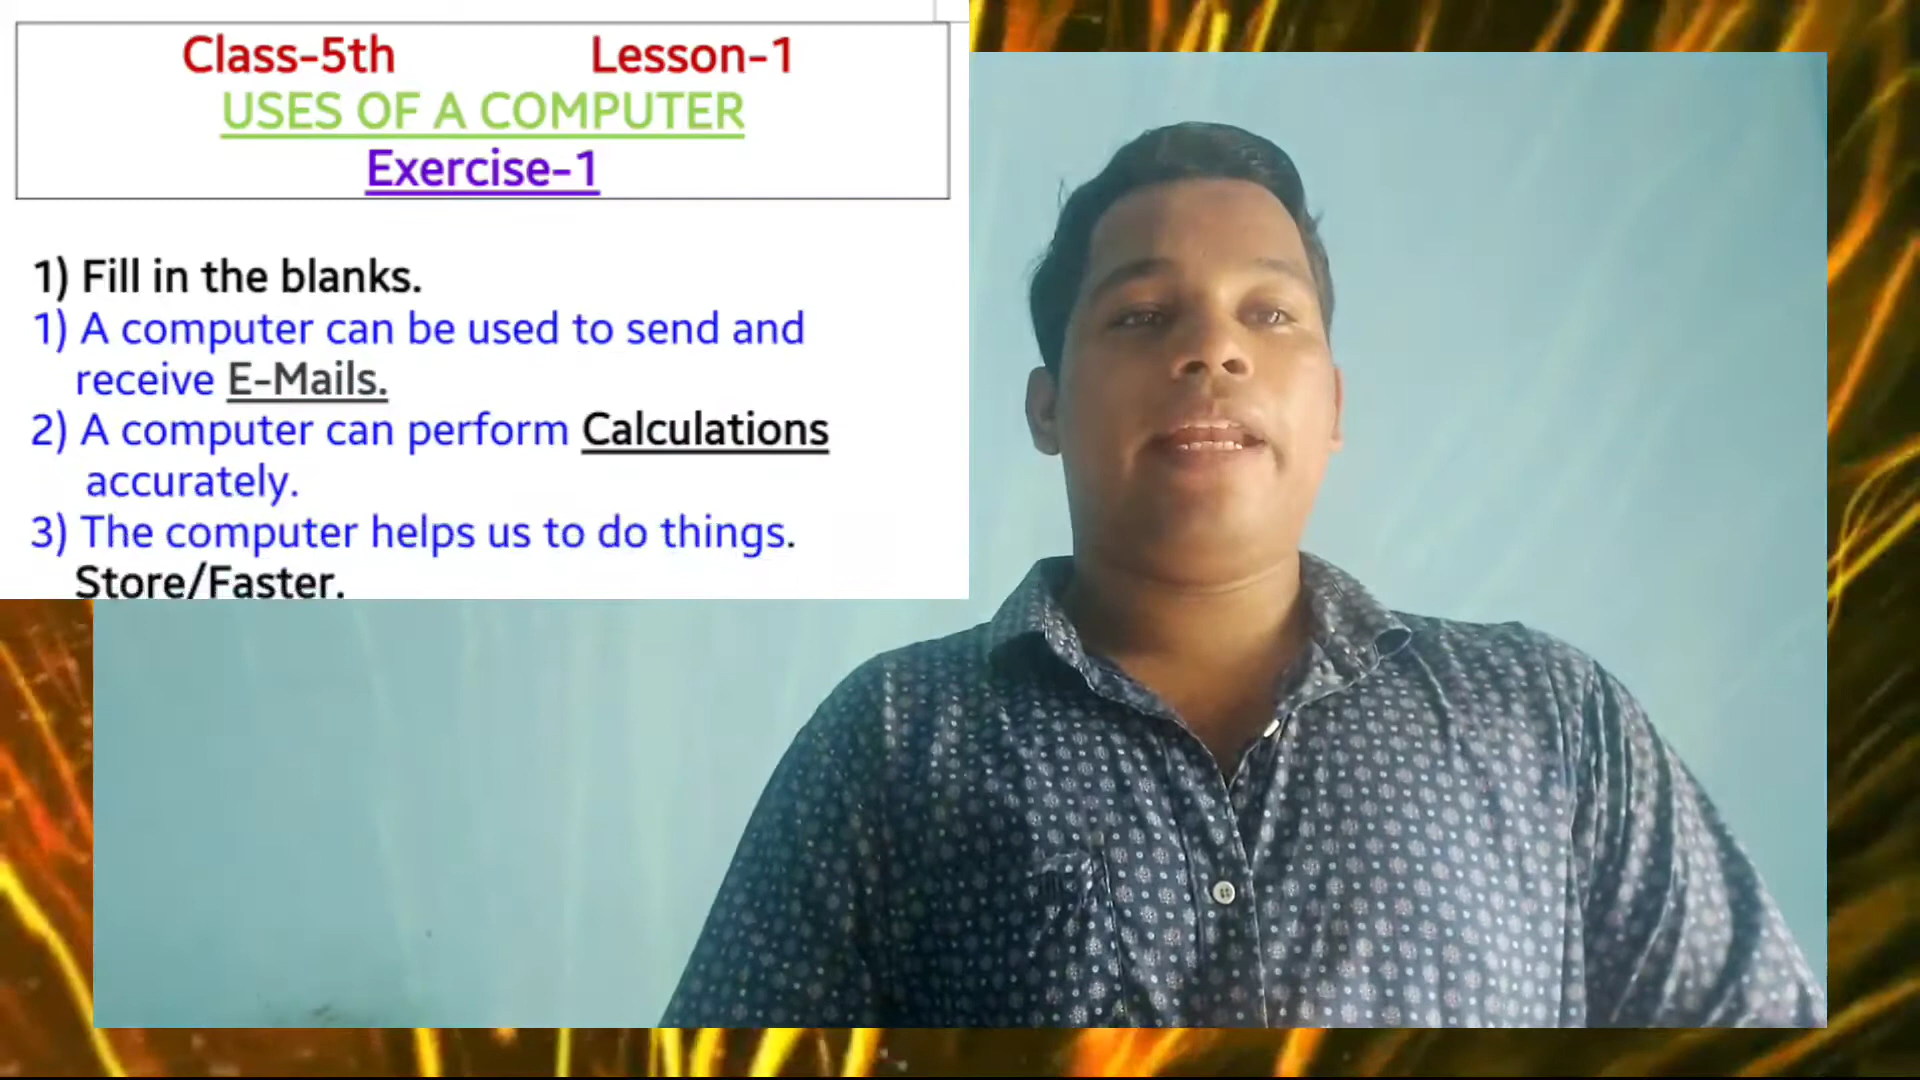 Class-5th Lesson-1
USES OF A COMPUTER
Exercise-1
1) Fill in the blanks.
1) A computer can be used to send and
receive E-Mails.
2) A computer can perform Calculations
accurately.
3) The computer helps us to do things.
Store/Faster.